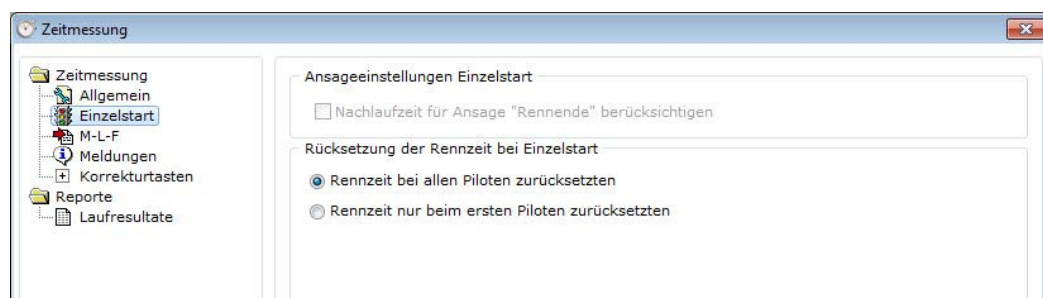 Zeitmessung
Zeitmessung
Allgemein
Einzelstart
M-L-F
Meldungen
Korrekturtasten
Reporte
Laufresultate
Ansageeinstellungen Einzelstart
Nachlaufzeit für Ansage "Rennende" berücksichtigen
Rücksetzung der Rennzeit bei Einzelstart
Rennzeit bei allen Piloten zurücksetzten
Rennzeit nur beim ersten Piloten zurücksetzten